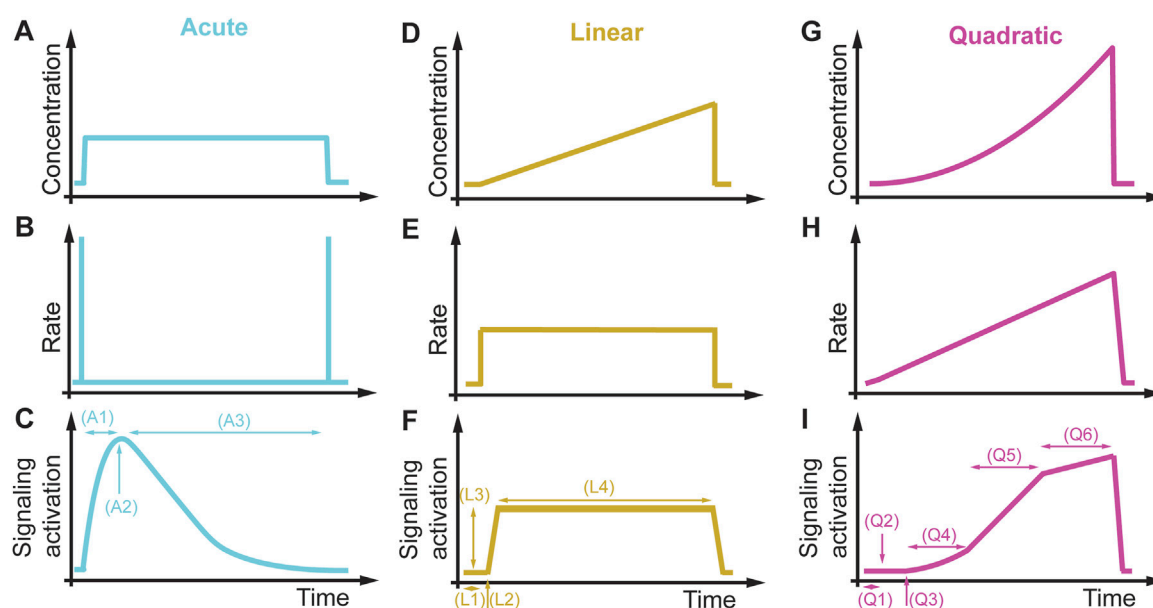 A
Acute
Concentration
D
Linear
Concentration
G
Quadratic
Concentration
B
Rate
E
Rate
H
Rate
C
Signaling
activation
(A1)
(A3)
(A2)
Time
F
Signaling
activation
(L3)
(L4)
(L1)
(L2)
Time
I
Signaling
activation
(Q6)
(Q5)
(Q2)
(Q4)
(Q1)
(Q3)
Time